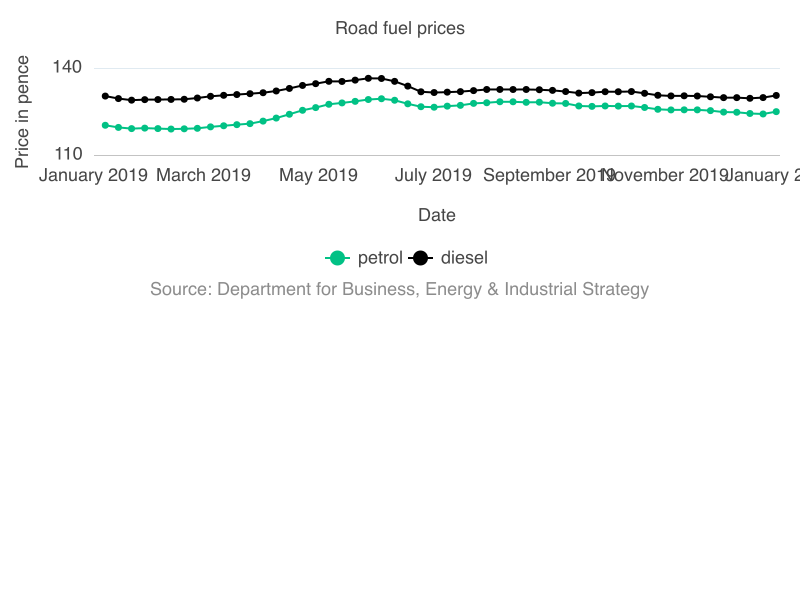 Road fuel prices
Price in pence
140
110
January 2019 March 2019 May 2019 July 2019 September 2019 November 2019 January 2
Date
petrol diesel
Source: Department for Business, Energy & Industrial Strategy